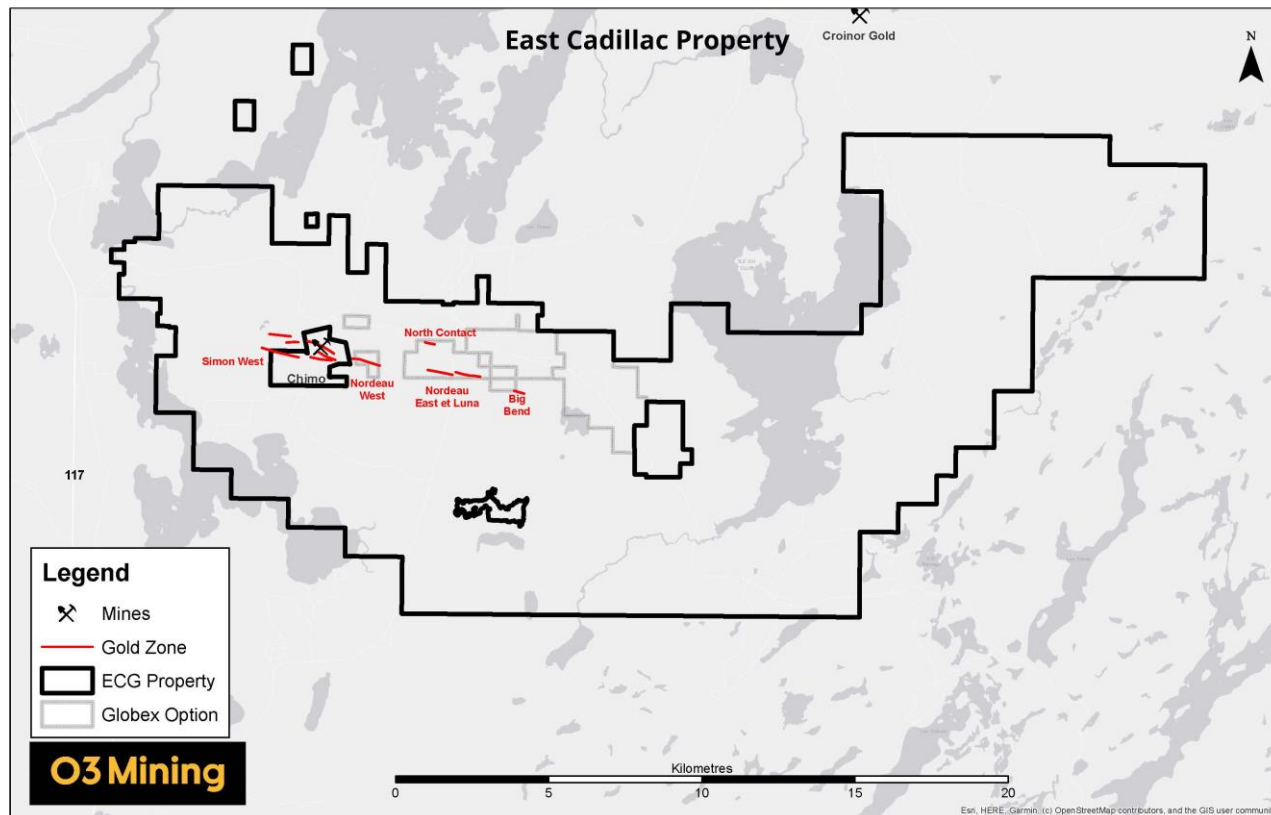 East Cadillac Property
Croinor Gold
N
North Contact
Simon West
Chimo
Nordeau
West
Nordeau
East et Luna
Big
Bend
117
Legend
Mines
Gold Zone
ECG Property
Globex Option
O3 Mining
Kilometres
0 5 10 15 20
Esri, HERE, Garmin, (c) OpenStreetMap contributors, and the GIS user communi